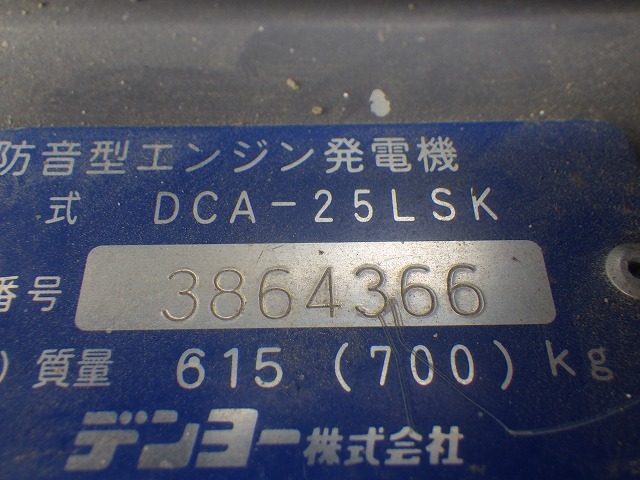 防音型エンジン発電機
式 DCA-25LSK
番号 3864366
)質量 615 (700) kg
デンヨー株式会社